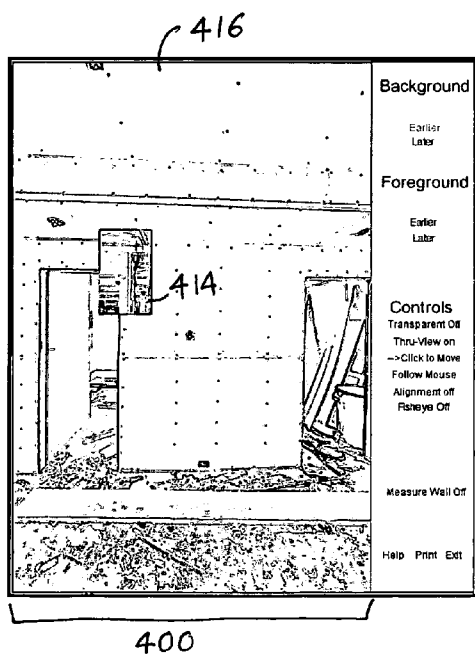 416
Background
Earlier
Later
Foreground
Earlier
Later
414
Controls
Transparent Off
Thru-View on
-->Click to Move
Follow Mouse
Alignment off
Fisheye Off
Measure Wall Off
Help Print Exit
400